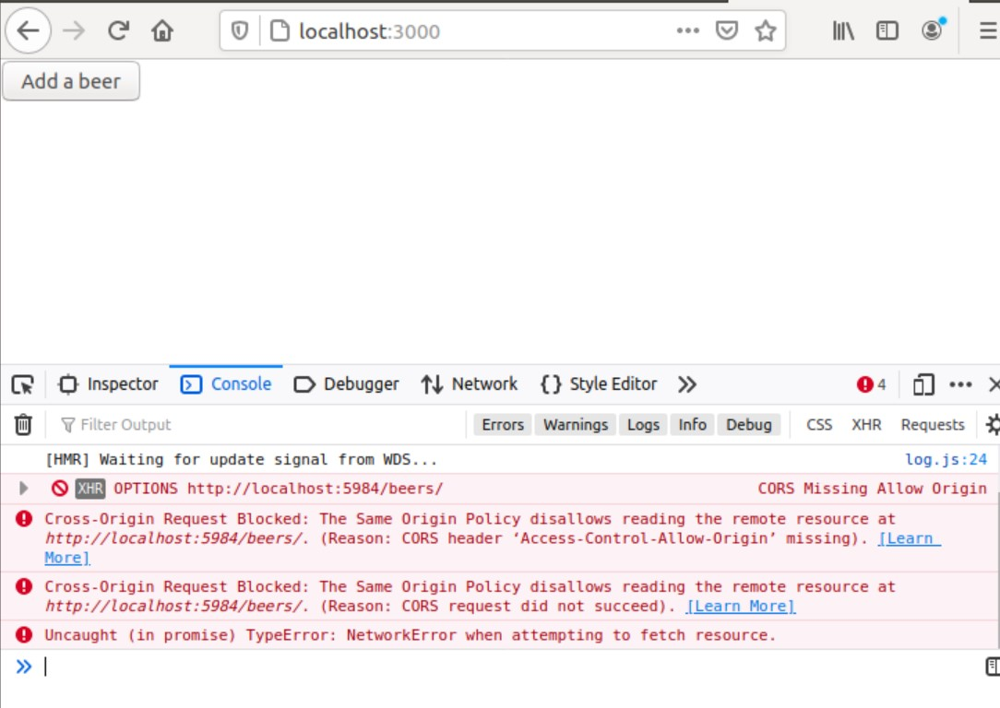 localhost:3000
Add a beer
Inspector Console Debugger Network Style Editor 4
Filter Output Errors Warnings Logs Info Debug CSS XHR Requests
[HMR] Waiting for update signal from WDS... log.js:24
XHR OPTIONS http://localhost:5984/beers/ CORS Missing Allow Origin
Cross-Origin Request Blocked: The Same Origin Policy disallows reading the remote resource at
http://localhost:5984/beers/. (Reason: CORS header ‘Access-Control-Allow-Origin’ missing). [Learn
More]
Cross-Origin Request Blocked: The Same Origin Policy disallows reading the remote resource at
http://localhost:5984/beers/. (Reason: CORS request did not succeed). [Learn More]
Uncaught (in promise) TypeError: NetworkError when attempting to fetch resource.